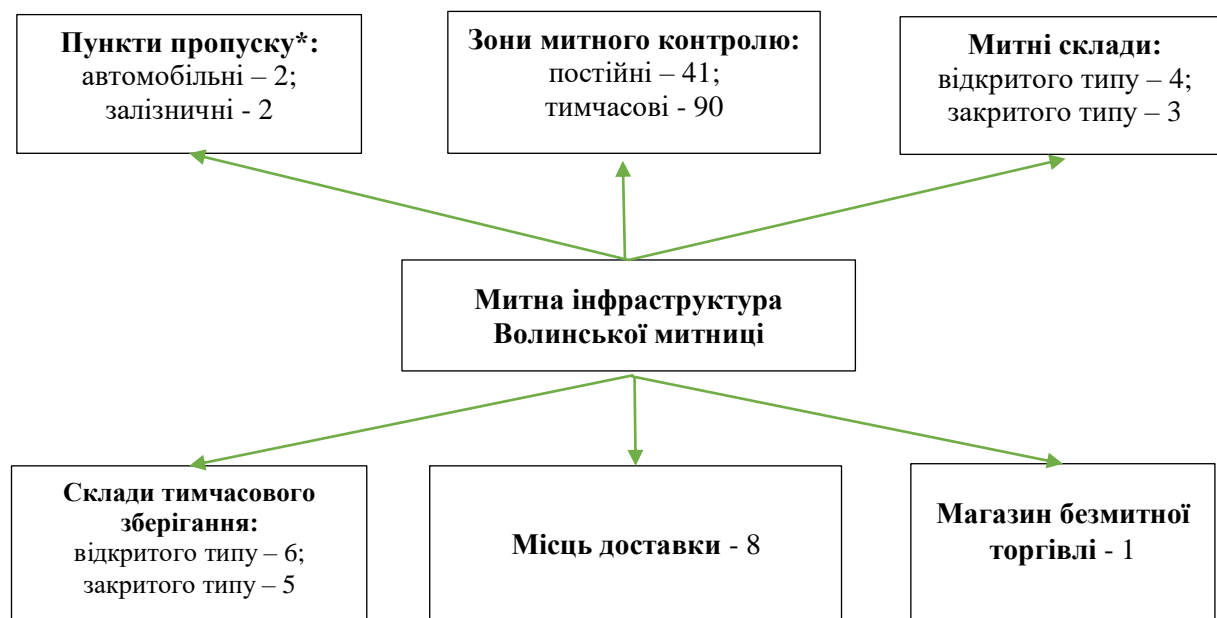 Пункти пропуску*:
автомобільні – 2;
залізничні - 2
Зони митного контролю:
постійні – 41;
тимчасові - 90
Митні склади:
відкритого типу – 4;
закритого типу – 3
Митна інфраструктура
Волинської митниці
Склади тимчасового
зберігання:
відкритого типу – 6;
закритого типу – 5
Місць доставки - 8
Магазин безмитної
торгівлі - 1